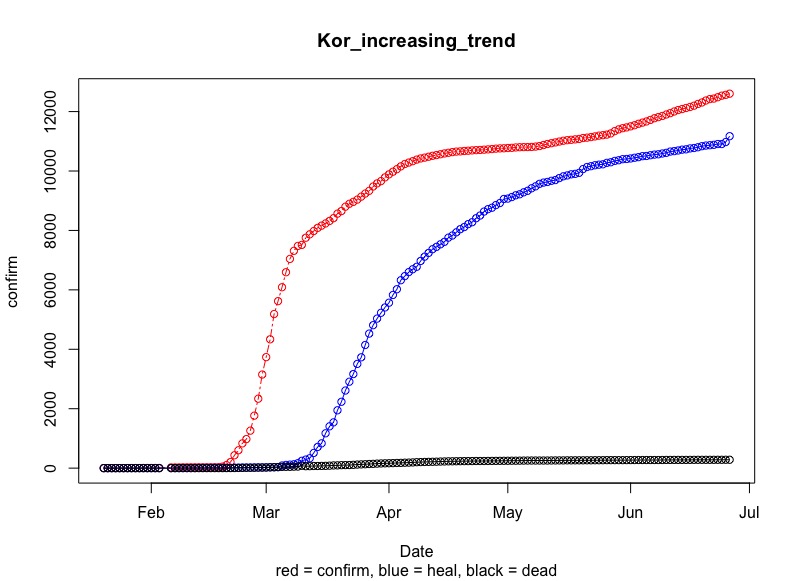 Kor_increasing_trend
confirm
12000
10000
8000
6000
4000
2000
0
Feb Mar Apr May Jun Jul
Date
red = confirm, blue = heal, black = dead